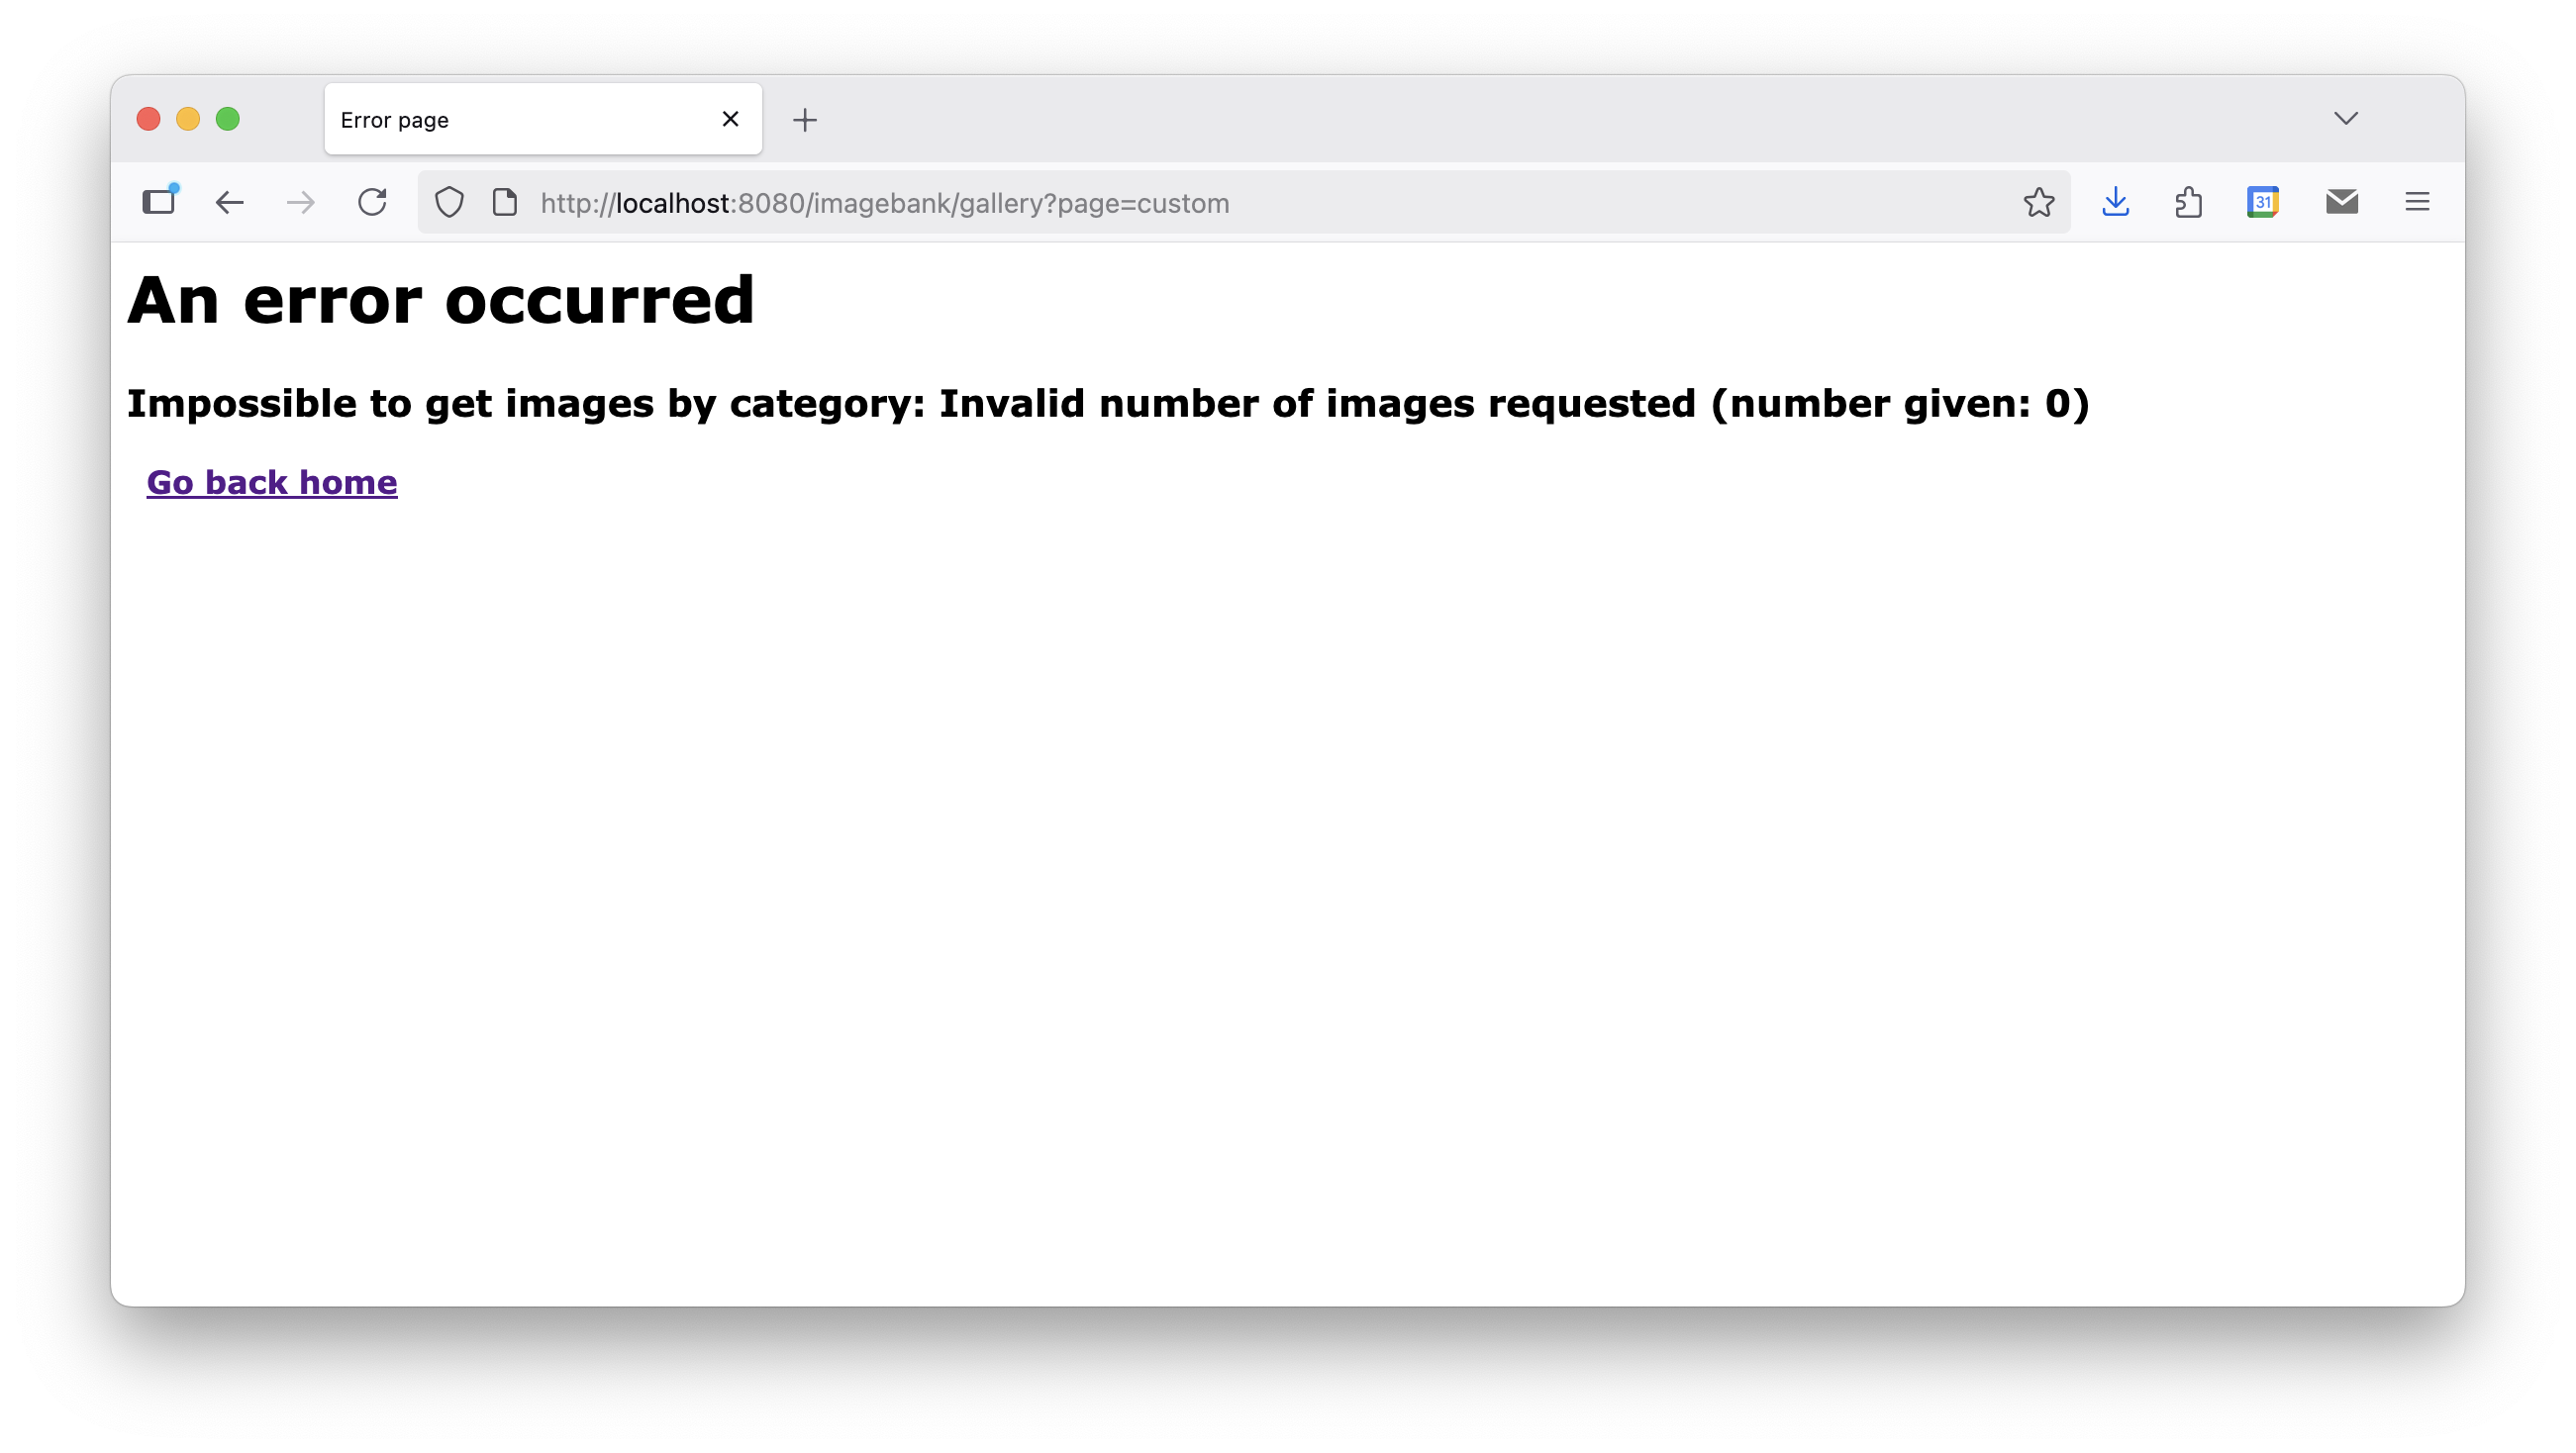 Error page
http://localhost:8080/imagebank/gallery?page=custom
31
An error occurred
Impossible to get images by category: Invalid number of images requested (number given: 0)
Go back home